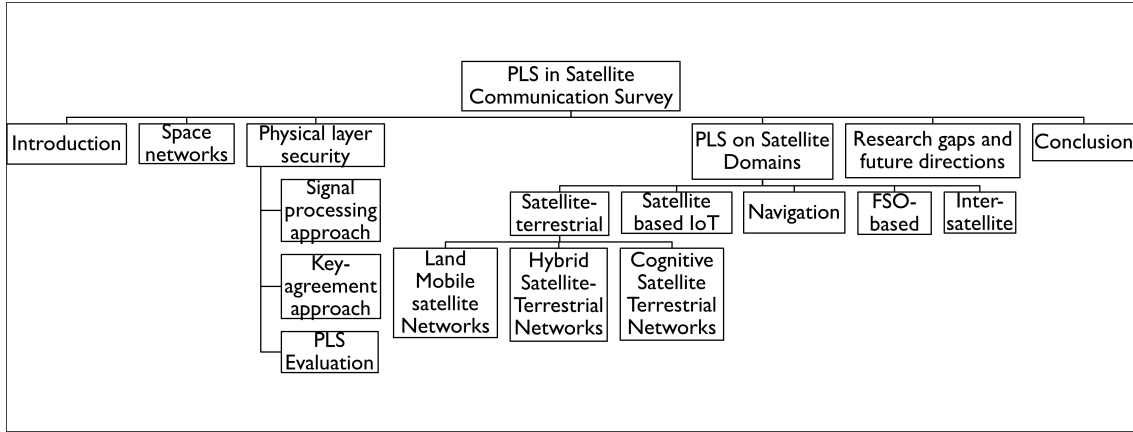 PLS in Satellite
Communication Survey
Introduction
Space
networks
Physical layer
security
PLS on Satellite
Domains
Research gaps and
future directions
Conclusion
Signal
processing
approach
Key-
agreement
approach
PLS
Evaluation
Satellite-
terrestrial
Satellite
based IoT
Navigation
FSO-
based
Inter-
satellite
Land
Mobile
satellite
Networks
Hybrid
Satellite-
Terrestrial
Networks
Cognitive
Satellite
Terrestrial
Networks